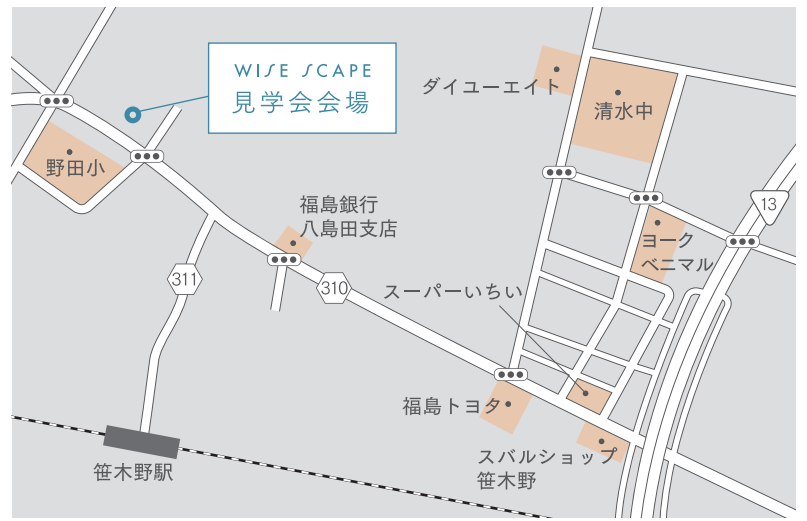 WISE SCAPE
見学会会場
ダイユーエイト
清水中
野田小
13
福島銀行
八島田支店
ヨーク
ベニマル
311
310
スーパーいちい
福島トヨタ
スバルショップ
笹木野
笹木野駅